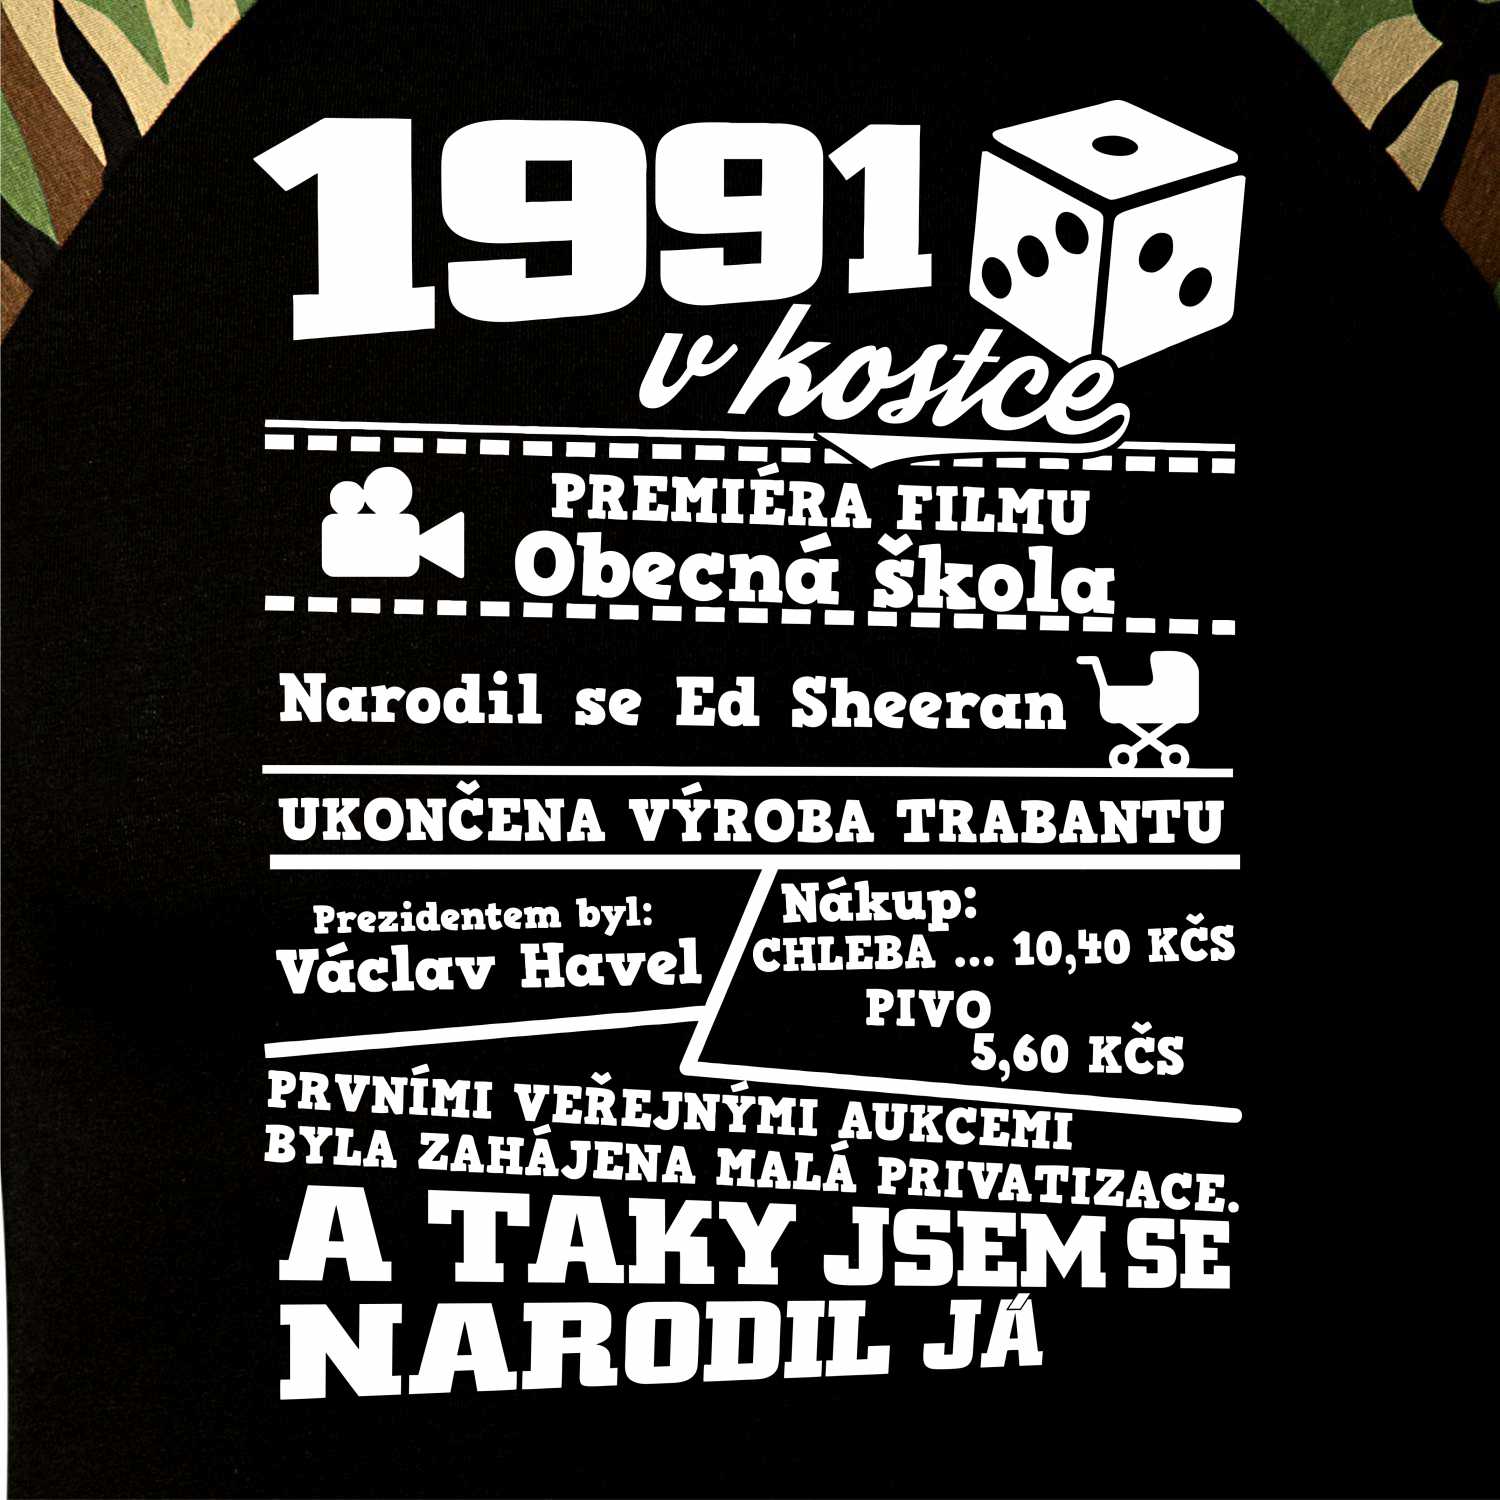 1991
v kostce
PREMIÉRA FILMU
Obecná škola
Narodil se Ed Sheeran
UKONČENA VÝROBA TRABANTU
Prezidentem byl:
Václav Havel
Nákup:
CHLEBA ... 10,40 KČS
PIVO
5,60 KČS
PRVNÍMI VEŘEJNÝMI AUKCEMI
BYLA ZAHÁJENA MALÁ PRIVATIZACE.
A TAKY JSEM SE
NARODIL JÁ